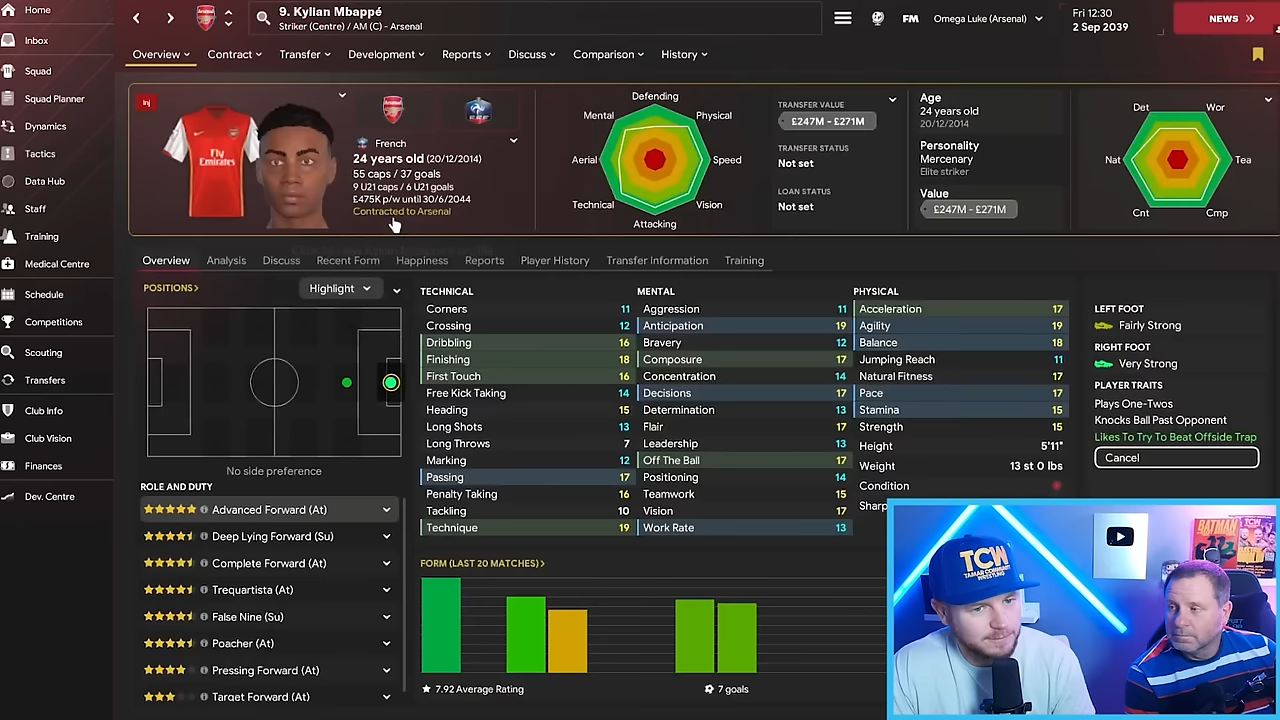 Home
Inbox
Squad
Squad Planner
Dynamics
Tactics
Data Hub
Staff
Training
Medical Centre
Schedule
Competitions
Scouting
Transfers
Club Info
Club Vision
Finances
Dev. Centre
9. Kylian Mbappé
Striker (Centre) / AM (C) - Arsenal
FM
Omega Luke (Arsenal)
Fri 12:30
2 Sep 2039
NEWS
Overview
Contract
Transfer
Development
Reports
Discuss
Comparison
History
Inj
Fly Emirates
French
24 years old (20/12/2014)
55 caps / 37 goals
9 U21 caps / 6 U21 goals
£475K p/w until 30/6/2044
Contracted to Arsenal
Defending
Mental
Physical
Aerial
Speed
Technical
Vision
Attacking
TRANSFER VALUE
£247M - £271M
TRANSFER STATUS
Not set
LOAN STATUS
Not set
Age
24 years old
20/12/2014
Personality
Mercenary
Elite striker
Value
£247M - £271M
Det
Wor
Nat
Tea
Cnt
Cmp
Overview
Analysis
Discuss
Recent Form
Happiness
Reports
Player History
Transfer Information
Training
POSITIONS
Highlight
No side preference
ROLE AND DUTY
Advanced Forward (At)
Deep Lying Forward (Su)
Complete Forward (At)
Trequartista (At)
False Nine (Su)
Poacher (At)
Pressing Forward (At)
Target Forward (At)
TECHNICAL
Corners 11
Crossing 12
Dribbling 16
Finishing 18
First Touch 16
Free Kick Taking 14
Heading 15
Long Shots 13
Long Throws 7
Marking 12
Passing 17
Penalty Taking 16
Tackling 10
Technique 19
MENTAL
Aggression 11
Anticipation 19
Bravery 12
Composure 17
Concentration 14
Decisions 17
Determination 13
Flair 17
Leadership 13
Off The Ball 17
Positioning 14
Teamwork 15
Vision 17
Work Rate 13
PHYSICAL
Acceleration 17
Agility 19
Balance 18
Jumping Reach 11
Natural Fitness 17
Pace 17
Stamina 15
Strength 15
Height 5'11"
Weight 13 st 0 lbs
Condition
Sharp
LEFT FOOT
Fairly Strong
RIGHT FOOT
Very Strong
PLAYER TRAITS
Plays One-Twos
Knocks Ball Past Opponent
Likes To Try To Beat Offside Trap
Cancel
FORM (LAST 20 MATCHES)
7.92 Average Rating
7 goals
TCW
TAMAR COMMUNITY
WRESTLING
BATMAN
TCW